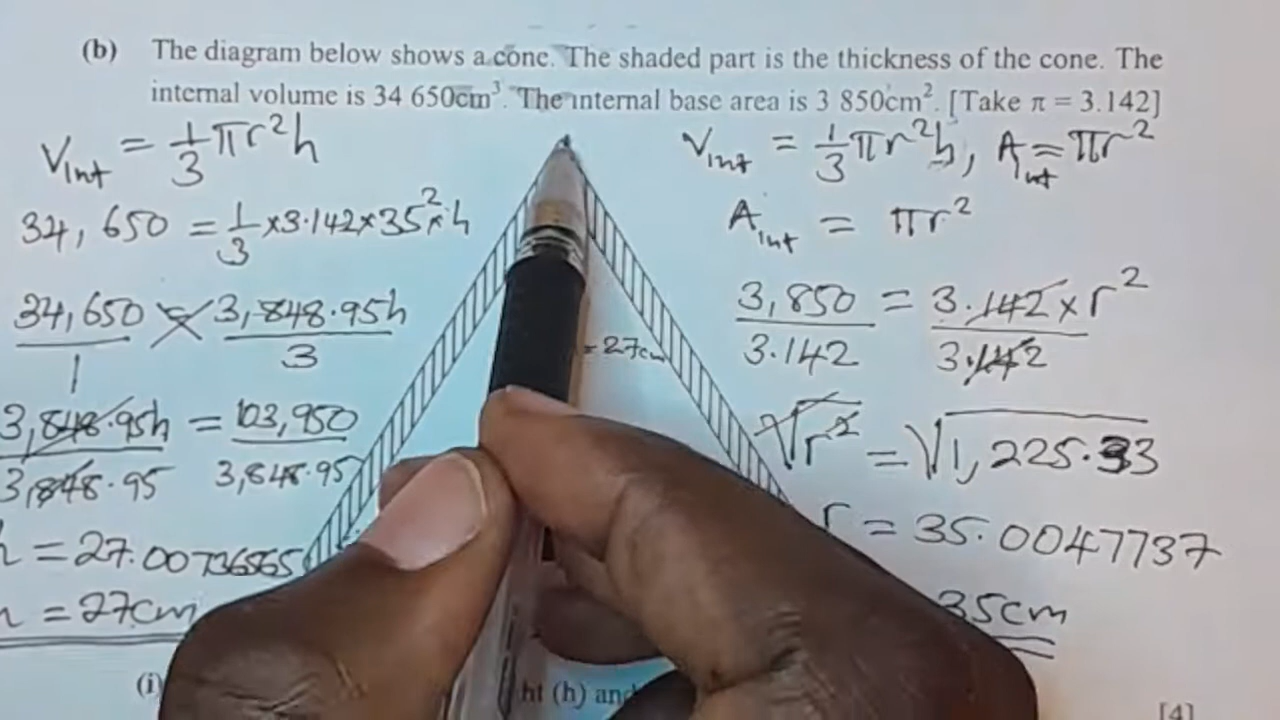 (b) The diagram below shows a cone. The shaded part is the thickness of the cone. The
internal volume is 34 650cm³. The internal base area is 3 850cm². [Take π = 3.142]
V_int = 1/3 πr²h
34,650 = 1/3 × 3.142 × 35² × h
34,650/1 = 3,848.95h/3
3,848.95h/3,848.95 = 103,950/3,848.95
h = 27.00736565
h = 27cm
= 27cm
V_int = 1/3 πr²h, A_int = πr²
A_int = πr²
3,850/3.142 = 3.142 × r²/3.142
√r² = √1,225.33
r = 35.0047737
35cm
(i)
ht (h) and
[4]